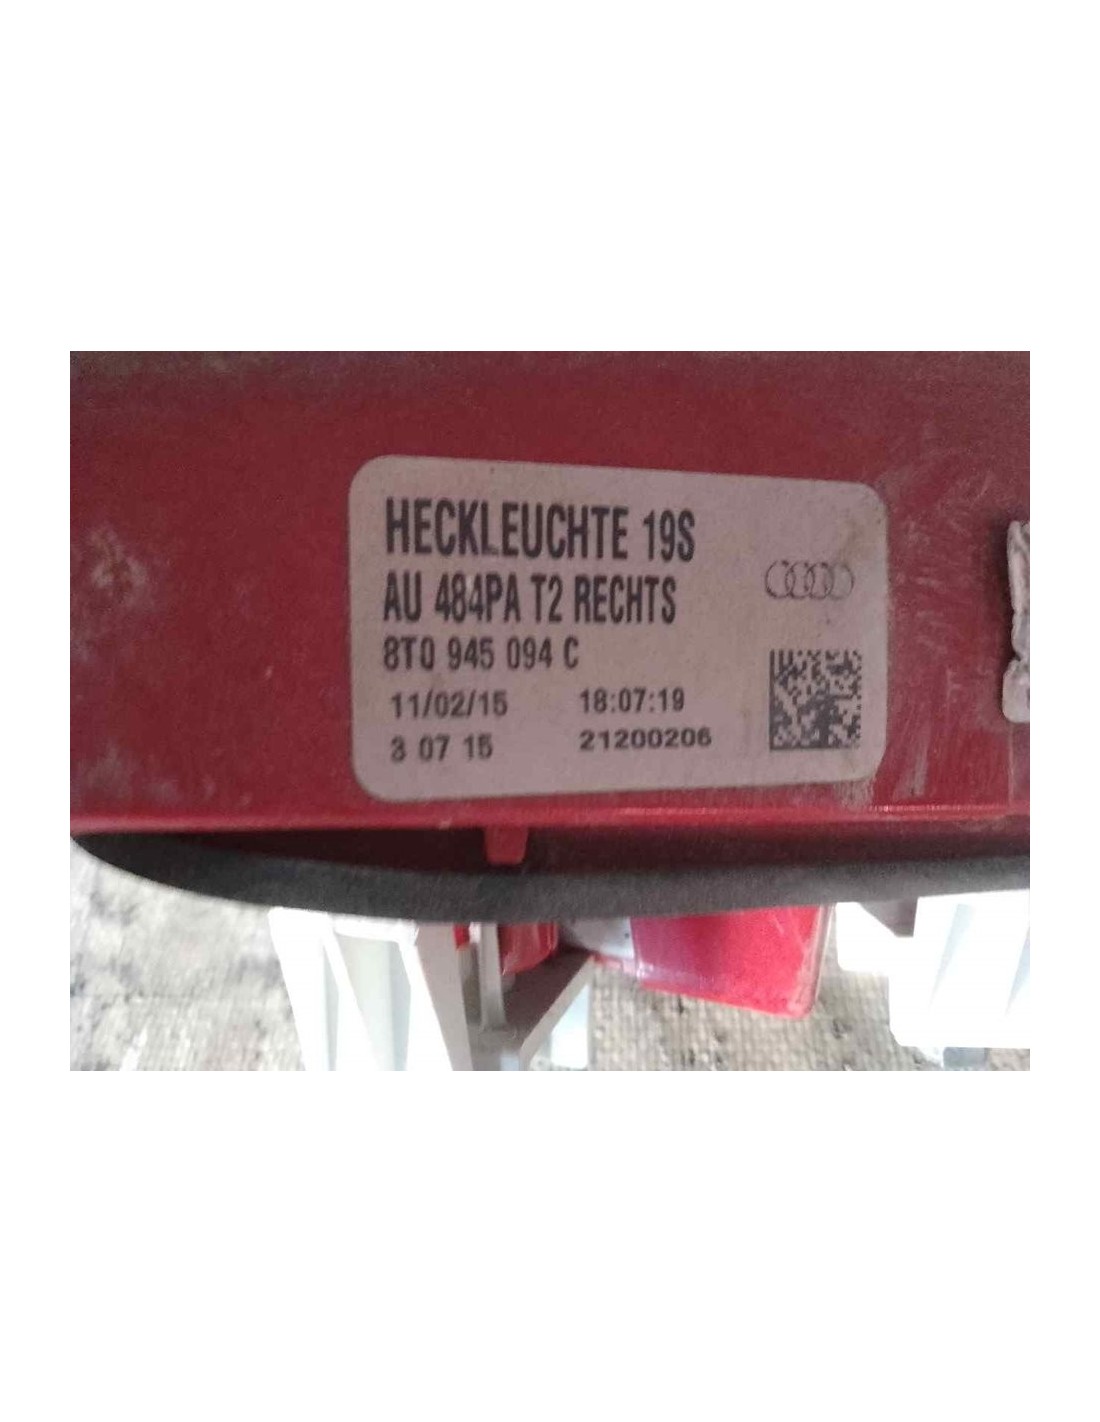 HECKLEUCHTE 19S
AU 484PA T2 RECHTS
8T0 945 094 C
11/02/15 18:07:19
3 07 15 21200206